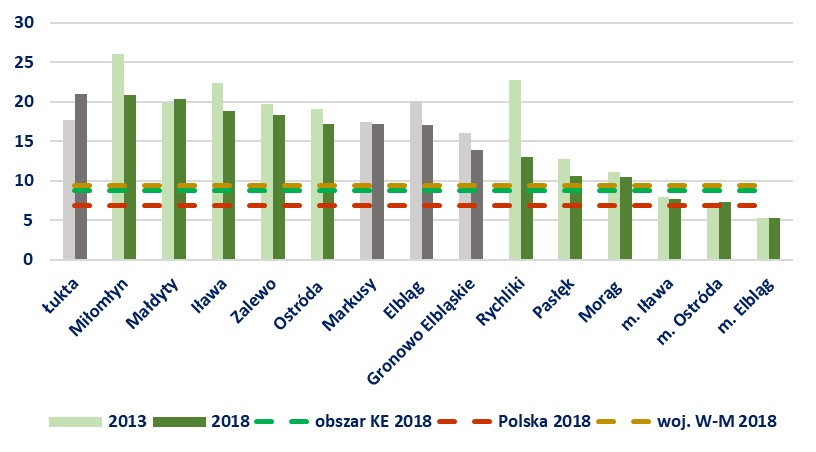 30
25
20
15
10
5
0
Łukta
Miłomłyn
Małdyty
Iława
Zalewo
Ostróda
Markusy
Elbląg
Gronowo Elbląskie
Rychliki
Pasłęk
Morąg
m. Iława
m. Ostróda
m. Elbląg
2013 2018 obszar KE 2018 Polska 2018 woj. W-M 2018